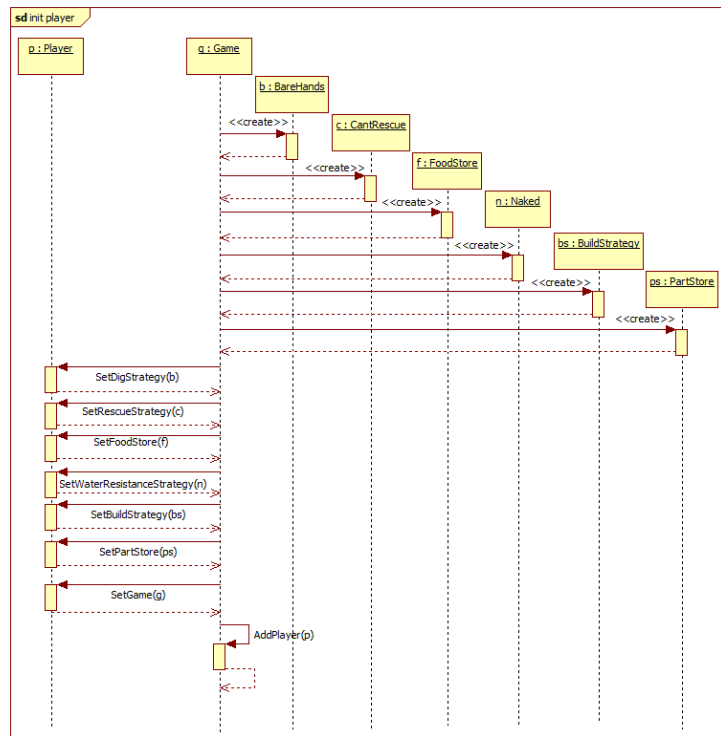 sd init player
p : Player
g : Game
b : BareHands
<<create>>
c : CantRescue
<<create>>
f : FoodStore
<<create>>
n : Naked
<<create>>
bs : BuildStrategy
<<create>>
ps : PartStore
<<create>>
SetDigStrategy(b)
SetRescueStrategy(c)
SetFoodStore(f)
SetWaterResistanceStrategy(n)
SetBuildStrategy(bs)
SetPartStore(ps)
SetGame(g)
AddPlayer(p)